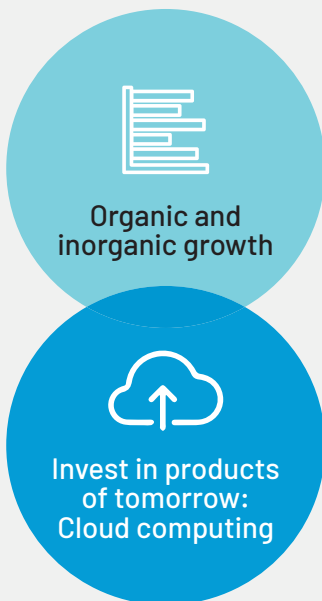 Organic and
inorganic growth
Invest in products
of tomorrow:
Cloud computing